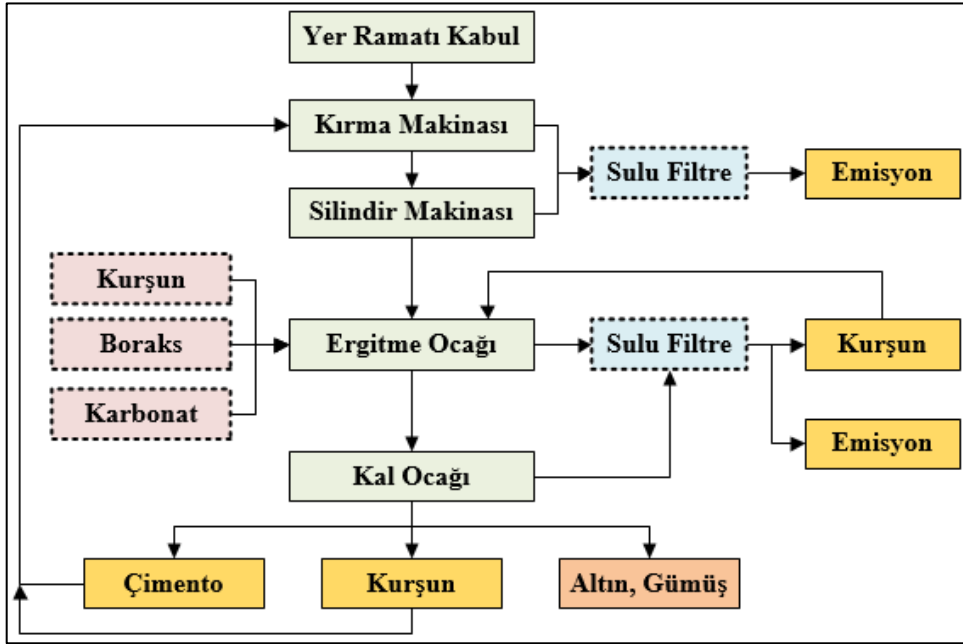 Yer Ramatı Kabul
Kırma Makinası
Sulu Filtre
Emisyon
Silindir Makinası
Kurşun
Boraks
Karbonat
Ergitme Ocağı
Sulu Filtre
Kurşun
Emisyon
Kal Ocağı
Çimento
Kurşun
Altın, Gümüş